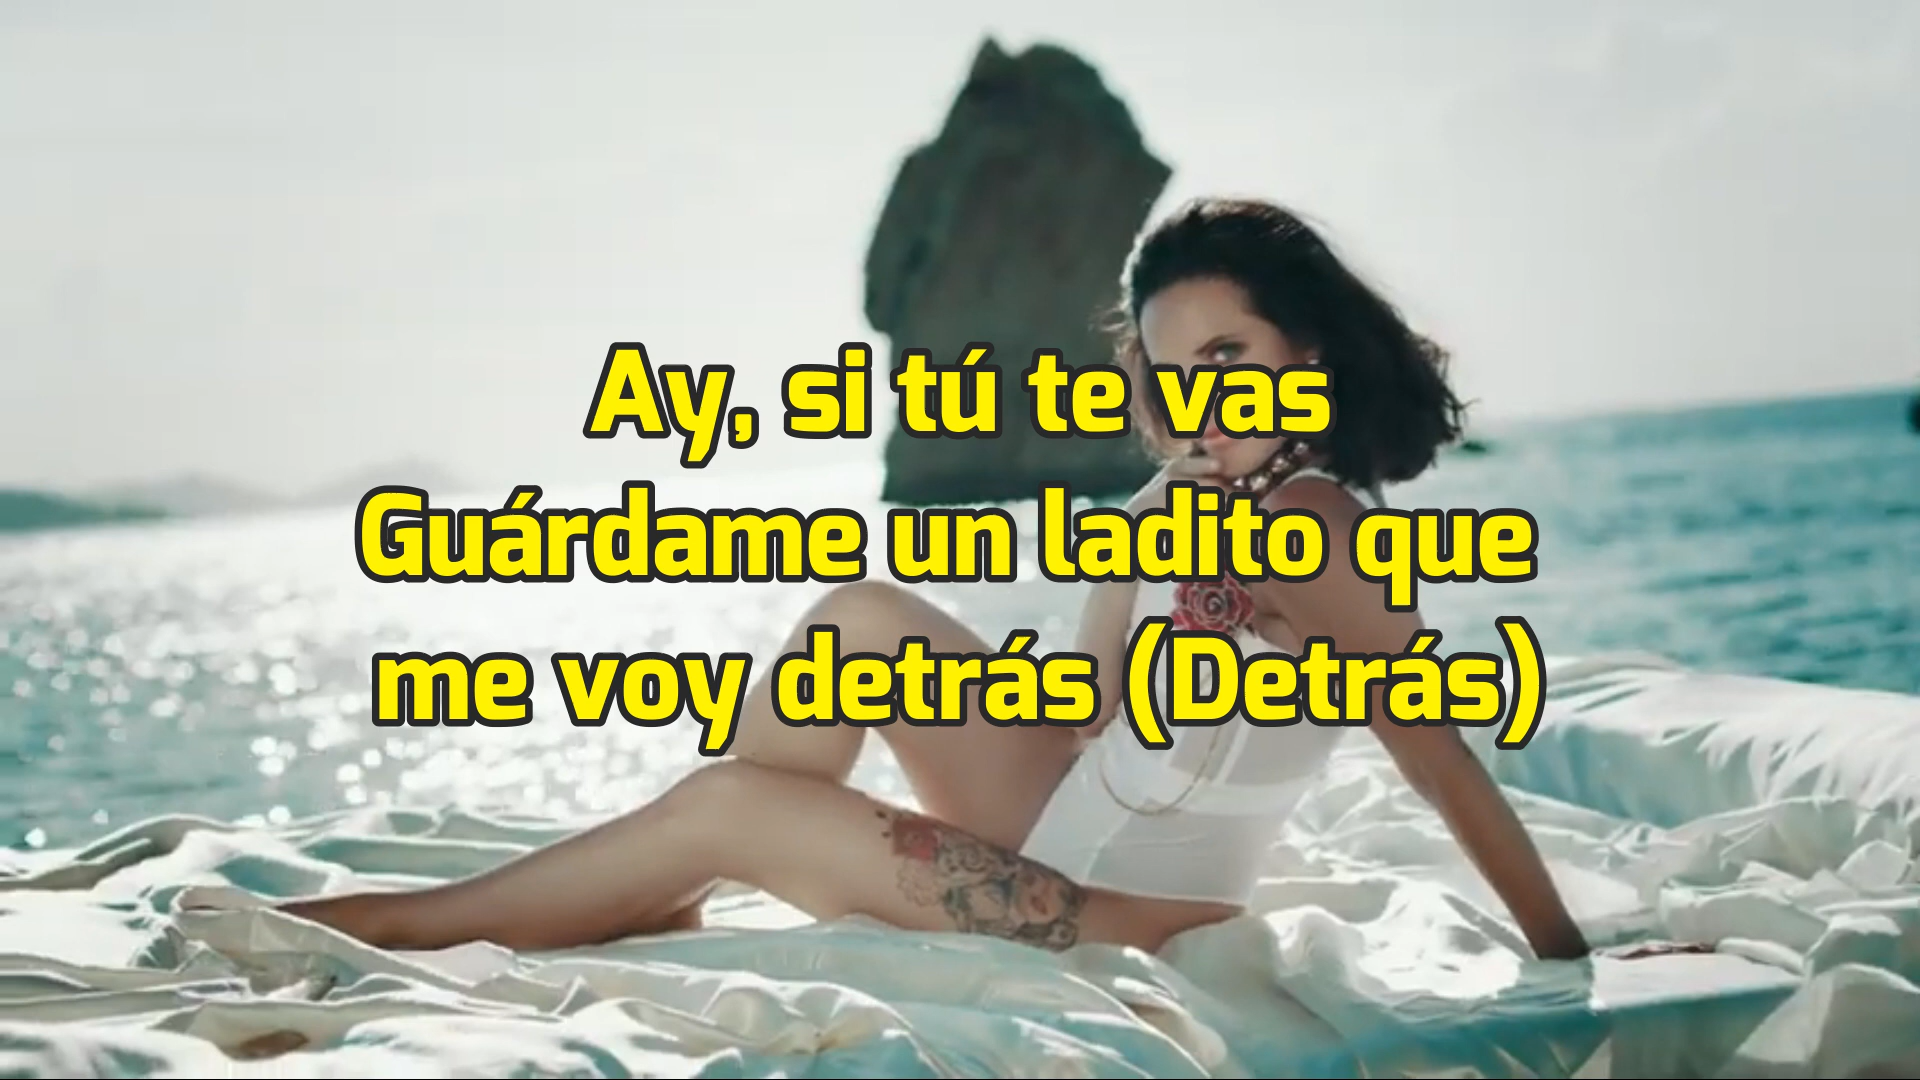 Ay, si tú te vas
Guárdame un ladito que
me voy detrás (Detrás)